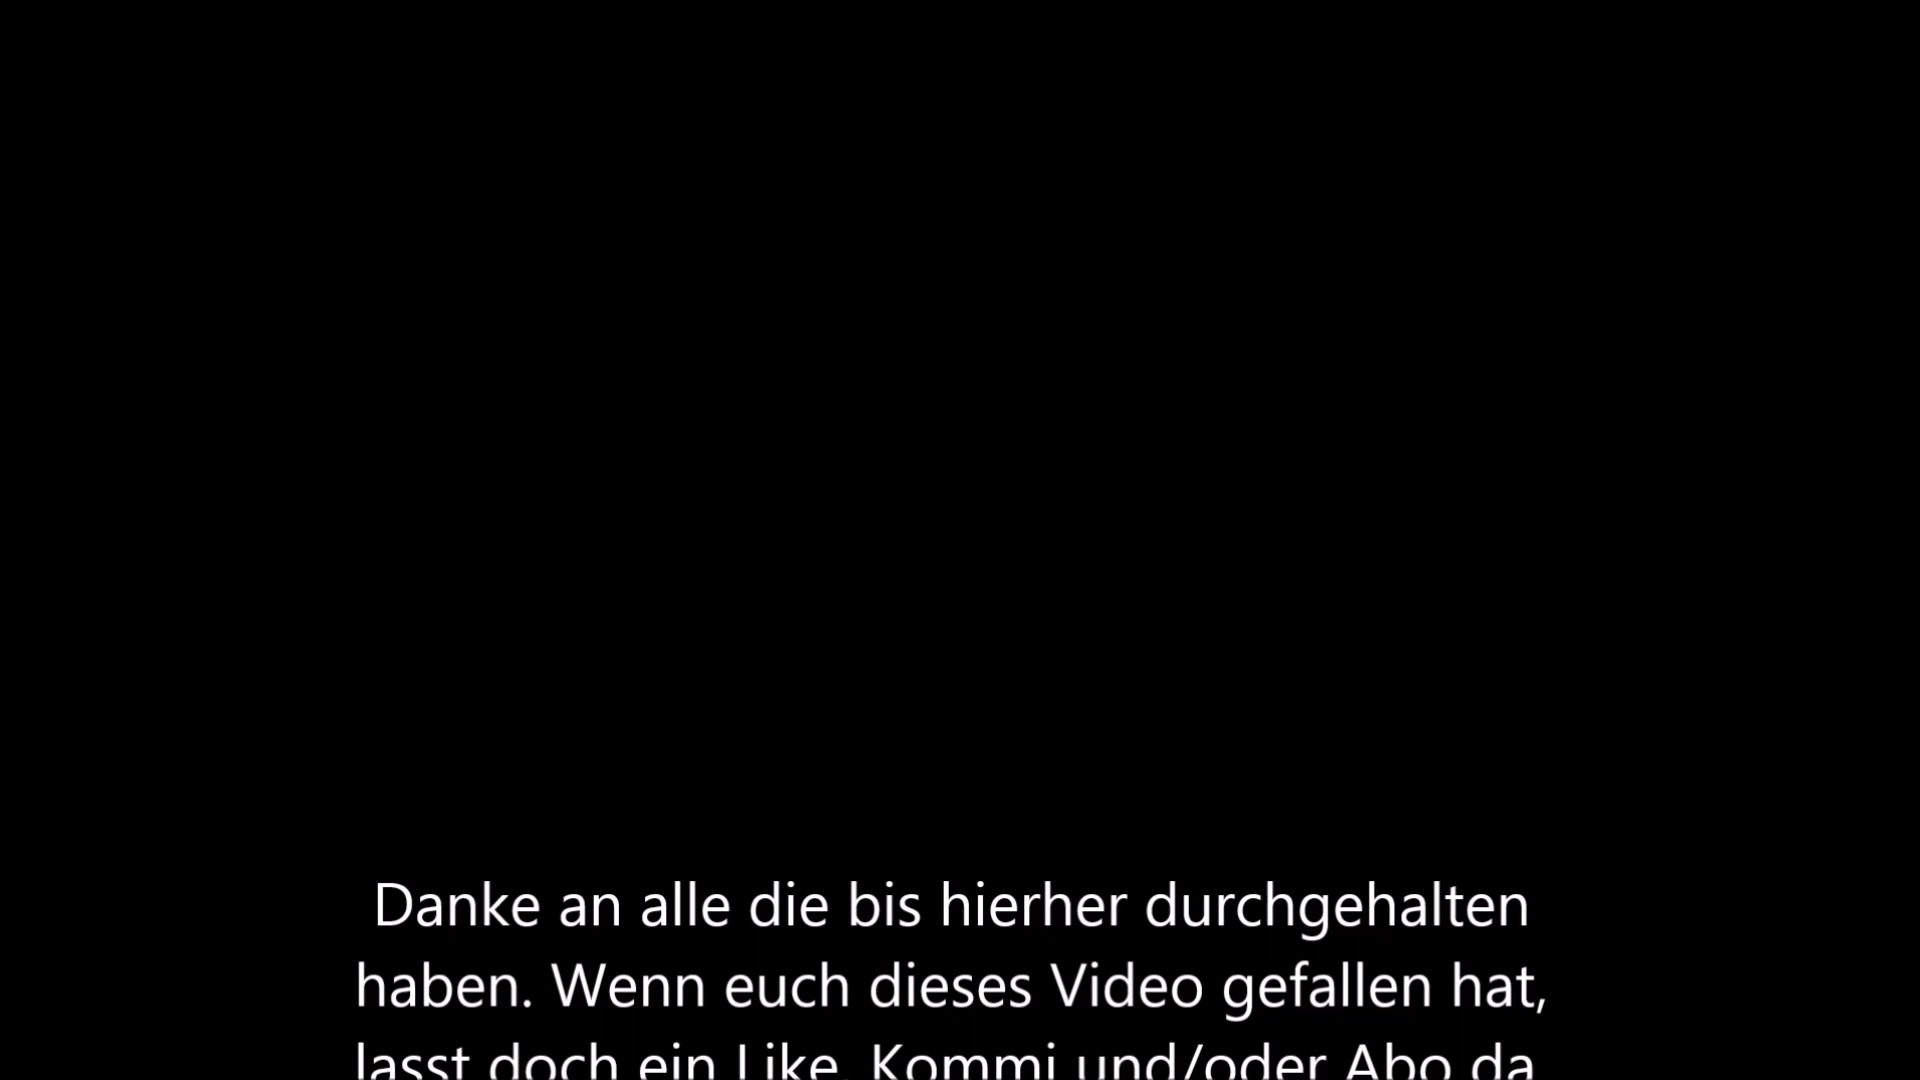 Danke an alle die bis hierher durchgehalten
haben. Wenn euch dieses Video gefallen hat,
lasst doch ein Like, Kommi und/oder Abo da